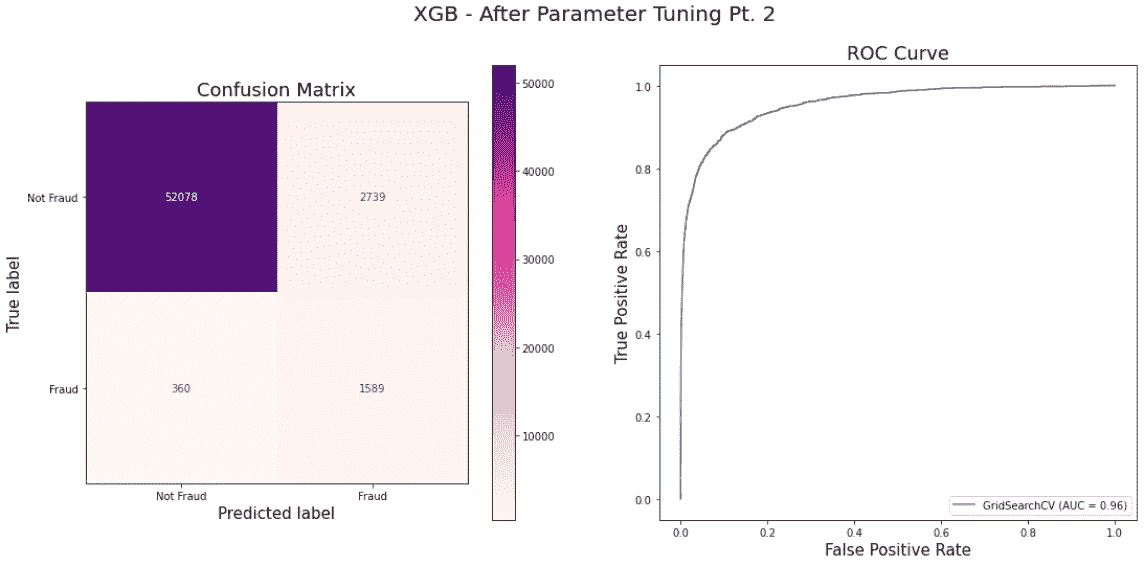 XGB - After Parameter Tuning Pt. 2
Confusion Matrix
True label
Not Fraud
Fraud
52078
2739
360
1589
Not Fraud
Fraud
Predicted label
50000
40000
30000
20000
10000
ROC Curve
True Positive Rate
1.0
0.8
0.6
0.4
0.2
0.0
GridSearchCV (AUC = 0.96)
0.0
0.2
0.4
0.6
0.8
1.0
False Positive Rate